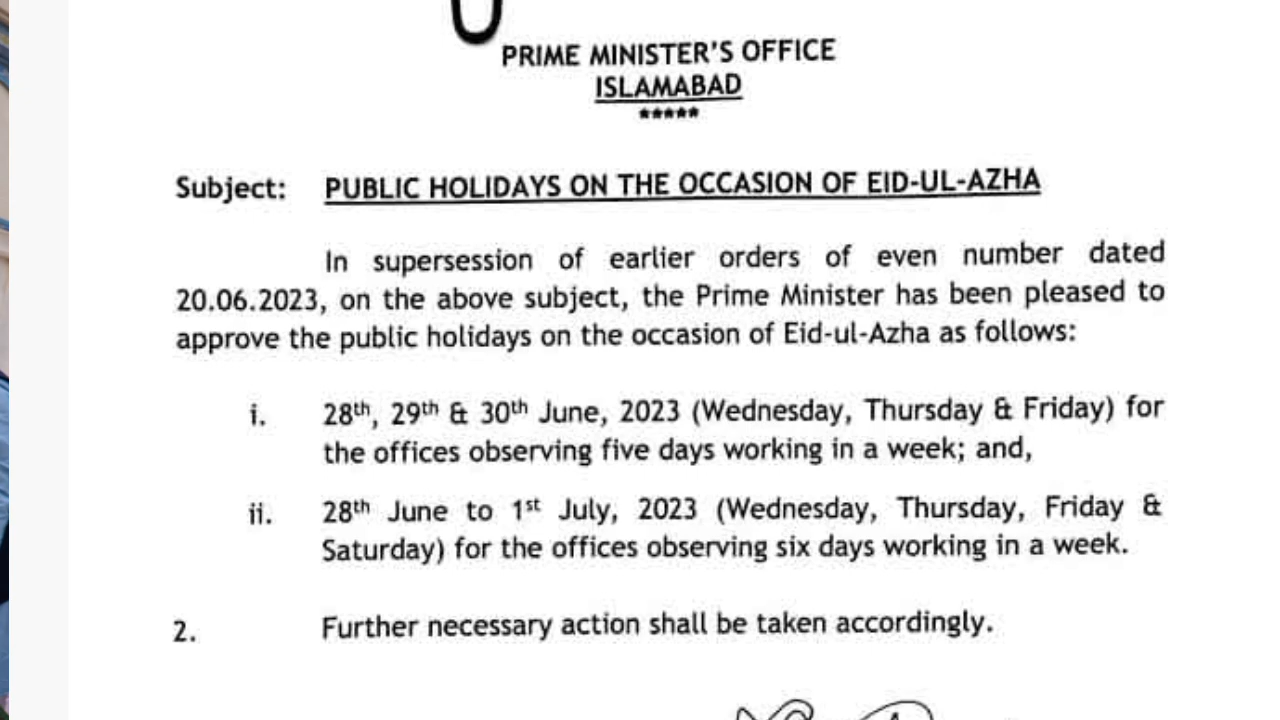 PRIME MINISTER'S OFFICE
ISLAMABAD
*****
Subject: PUBLIC HOLIDAYS ON THE OCCASION OF EID-UL-AZHA
In supersession of earlier orders of even number dated
20.06.2023, on the above subject, the Prime Minister has been pleased to
approve the public holidays on the occasion of Eid-ul-Azha as follows:
i. 28th, 29th & 30th June, 2023 (Wednesday, Thursday & Friday) for
the offices observing five days working in a week; and,
ii. 28th June to 1st July, 2023 (Wednesday, Thursday, Friday &
Saturday) for the offices observing six days working in a week.
2. Further necessary action shall be taken accordingly.